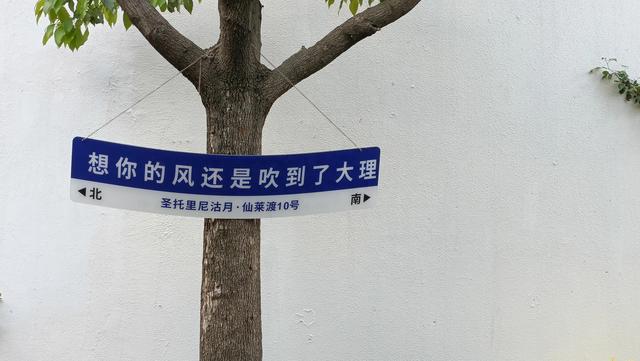 想你的风还是吹到了大理
◀北 圣托里尼沽月·仙莱渡10号 南▶